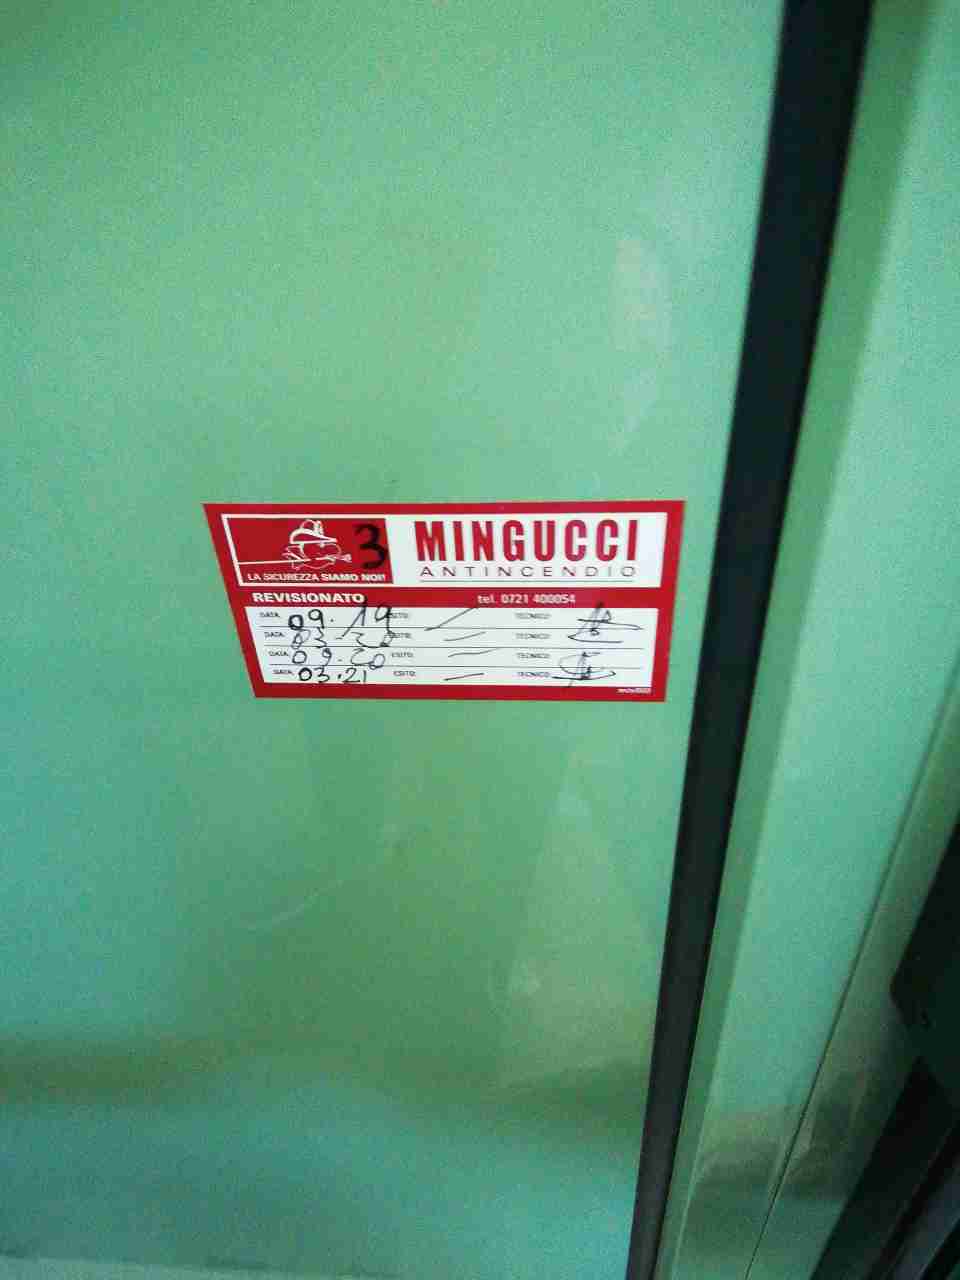 3 MINGUCCI
ANTINCENDIO
LA SICUREZZA SIAMO NOI!
REVISIONATO tel. 0721 400054
DATA: 09.19 ESITO: — TECNICO:
DATA: 03-20 ESITO: — TECNICO:
DATA: 09.20 ESITO: — TECNICO:
DATA: 03.21 ESITO: — TECNICO: